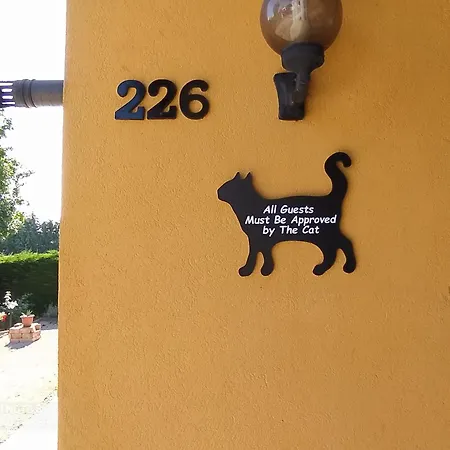 226
All Guests
Must Be Approved
by The Cat